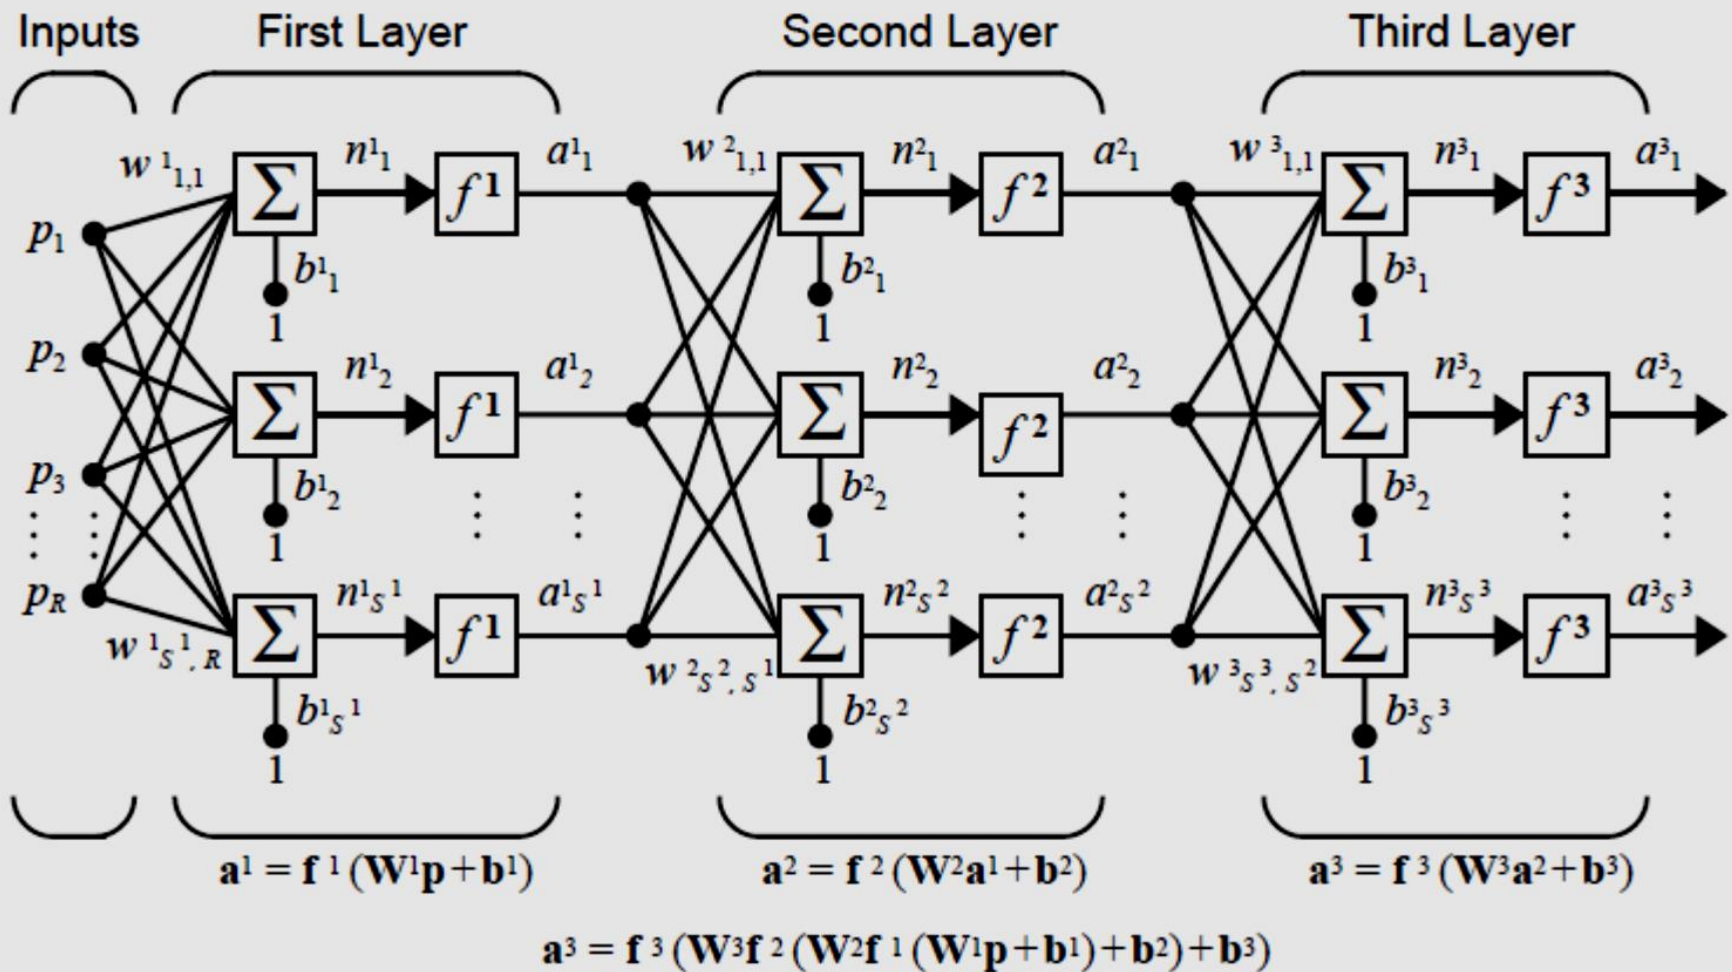 Inputs First Layer Second Layer Third Layer
w¹₁,₁ n¹₁ a¹₁ w²₁,₁ n²₁ a²₁ w³₁,₁ n³₁ a³₁
Σ f¹ Σ f² Σ f³
p₁
b¹₁ b²₁ b³₁
1 1 1
p₂ n¹₂ a¹₂ n²₂ a²₂ n³₂ a³₂
Σ f¹ Σ f² Σ f³
p₃ b¹₂ b²₂ b³₂
⋮ ⋮ ⋮ ⋮ ⋮ ⋮ ⋮ ⋮
1 1 1
p_R n¹_S¹ a¹_S¹ n²_S² a²_S² n³_S³ a³_S³
Σ f¹ Σ f² Σ f³
w¹_S¹,R w²_S²,S¹ w³_S³,S²
b¹_S¹ b²_S² b³_S³
1 1 1
a¹ = f¹ (W¹p+b¹) a² = f² (W²a¹+b²) a³ = f³ (W³a²+b³)
a³ = f³ (W³f² (W²f¹ (W¹p+b¹)+b²)+b³)